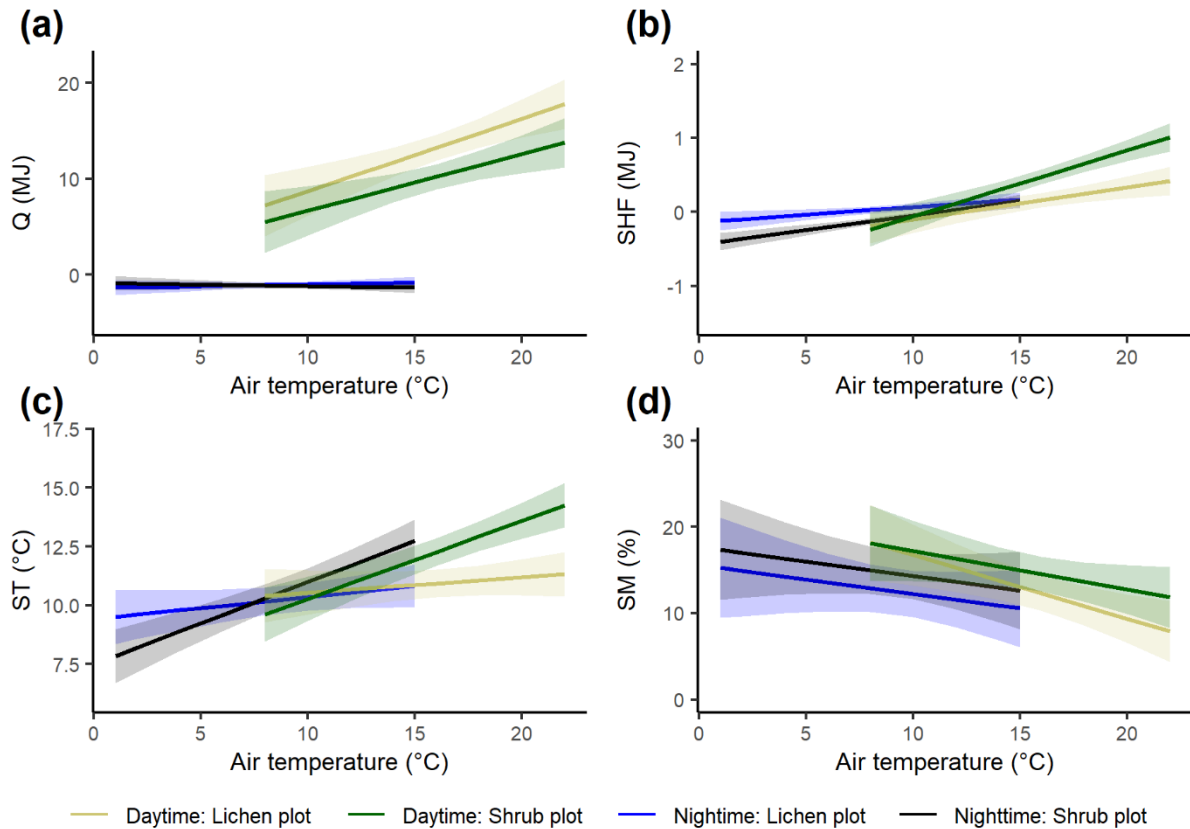 (a)
Q (MJ)
20
10
0
0 5 10 15 20
Air temperature (°C)
(b)
SHF (MJ)
2
1
0
-1
0 5 10 15 20
Air temperature (°C)
(c)
ST (°C)
17.5
15.0
12.5
10.0
7.5
0 5 10 15 20
Air temperature (°C)
(d)
SM (%)
30
20
10
0
0 5 10 15 20
Air temperature (°C)
Daytime: Lichen plot Daytime: Shrub plot Nightime: Lichen plot Nighttime: Shrub plot